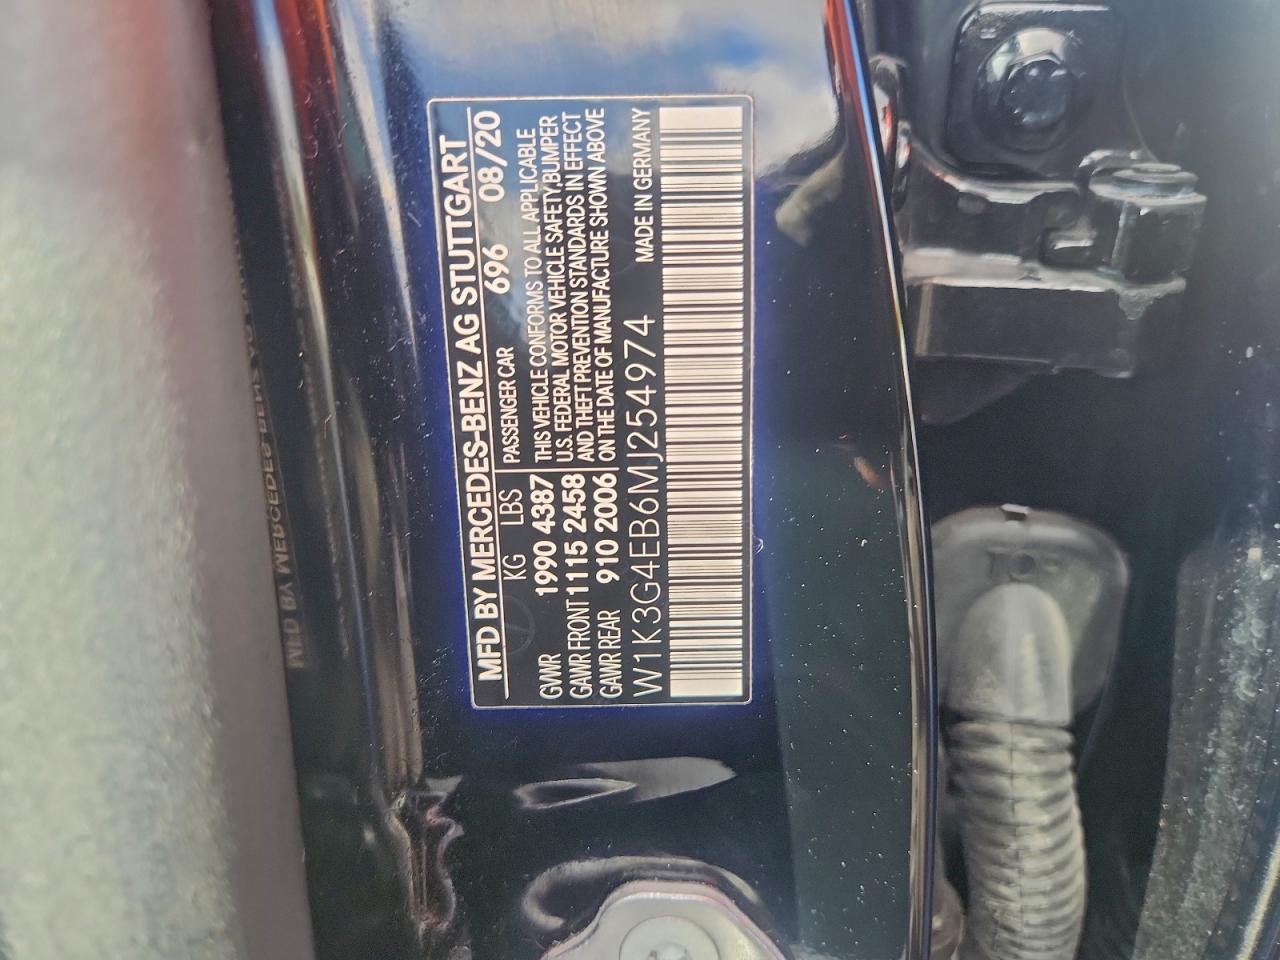 MFD BY MERCEDES-BENZ AG STUTTGART
KG LBS PASSENGER CAR 696 08/20
GVWR 1990 4387 THIS VEHICLE CONFORMS TO ALL APPLICABLE
U.S. FEDERAL MOTOR VEHICLE SAFETY,BUMPER
GAWR FRONT 1115 2458 AND THEFT PREVENTION STANDARDS IN EFFECT
GAWR REAR 910 2006 ON THE DATE OF MANUFACTURE SHOWN ABOVE
W1K3G4EB6MJ254974 MADE IN GERMANY
TOP